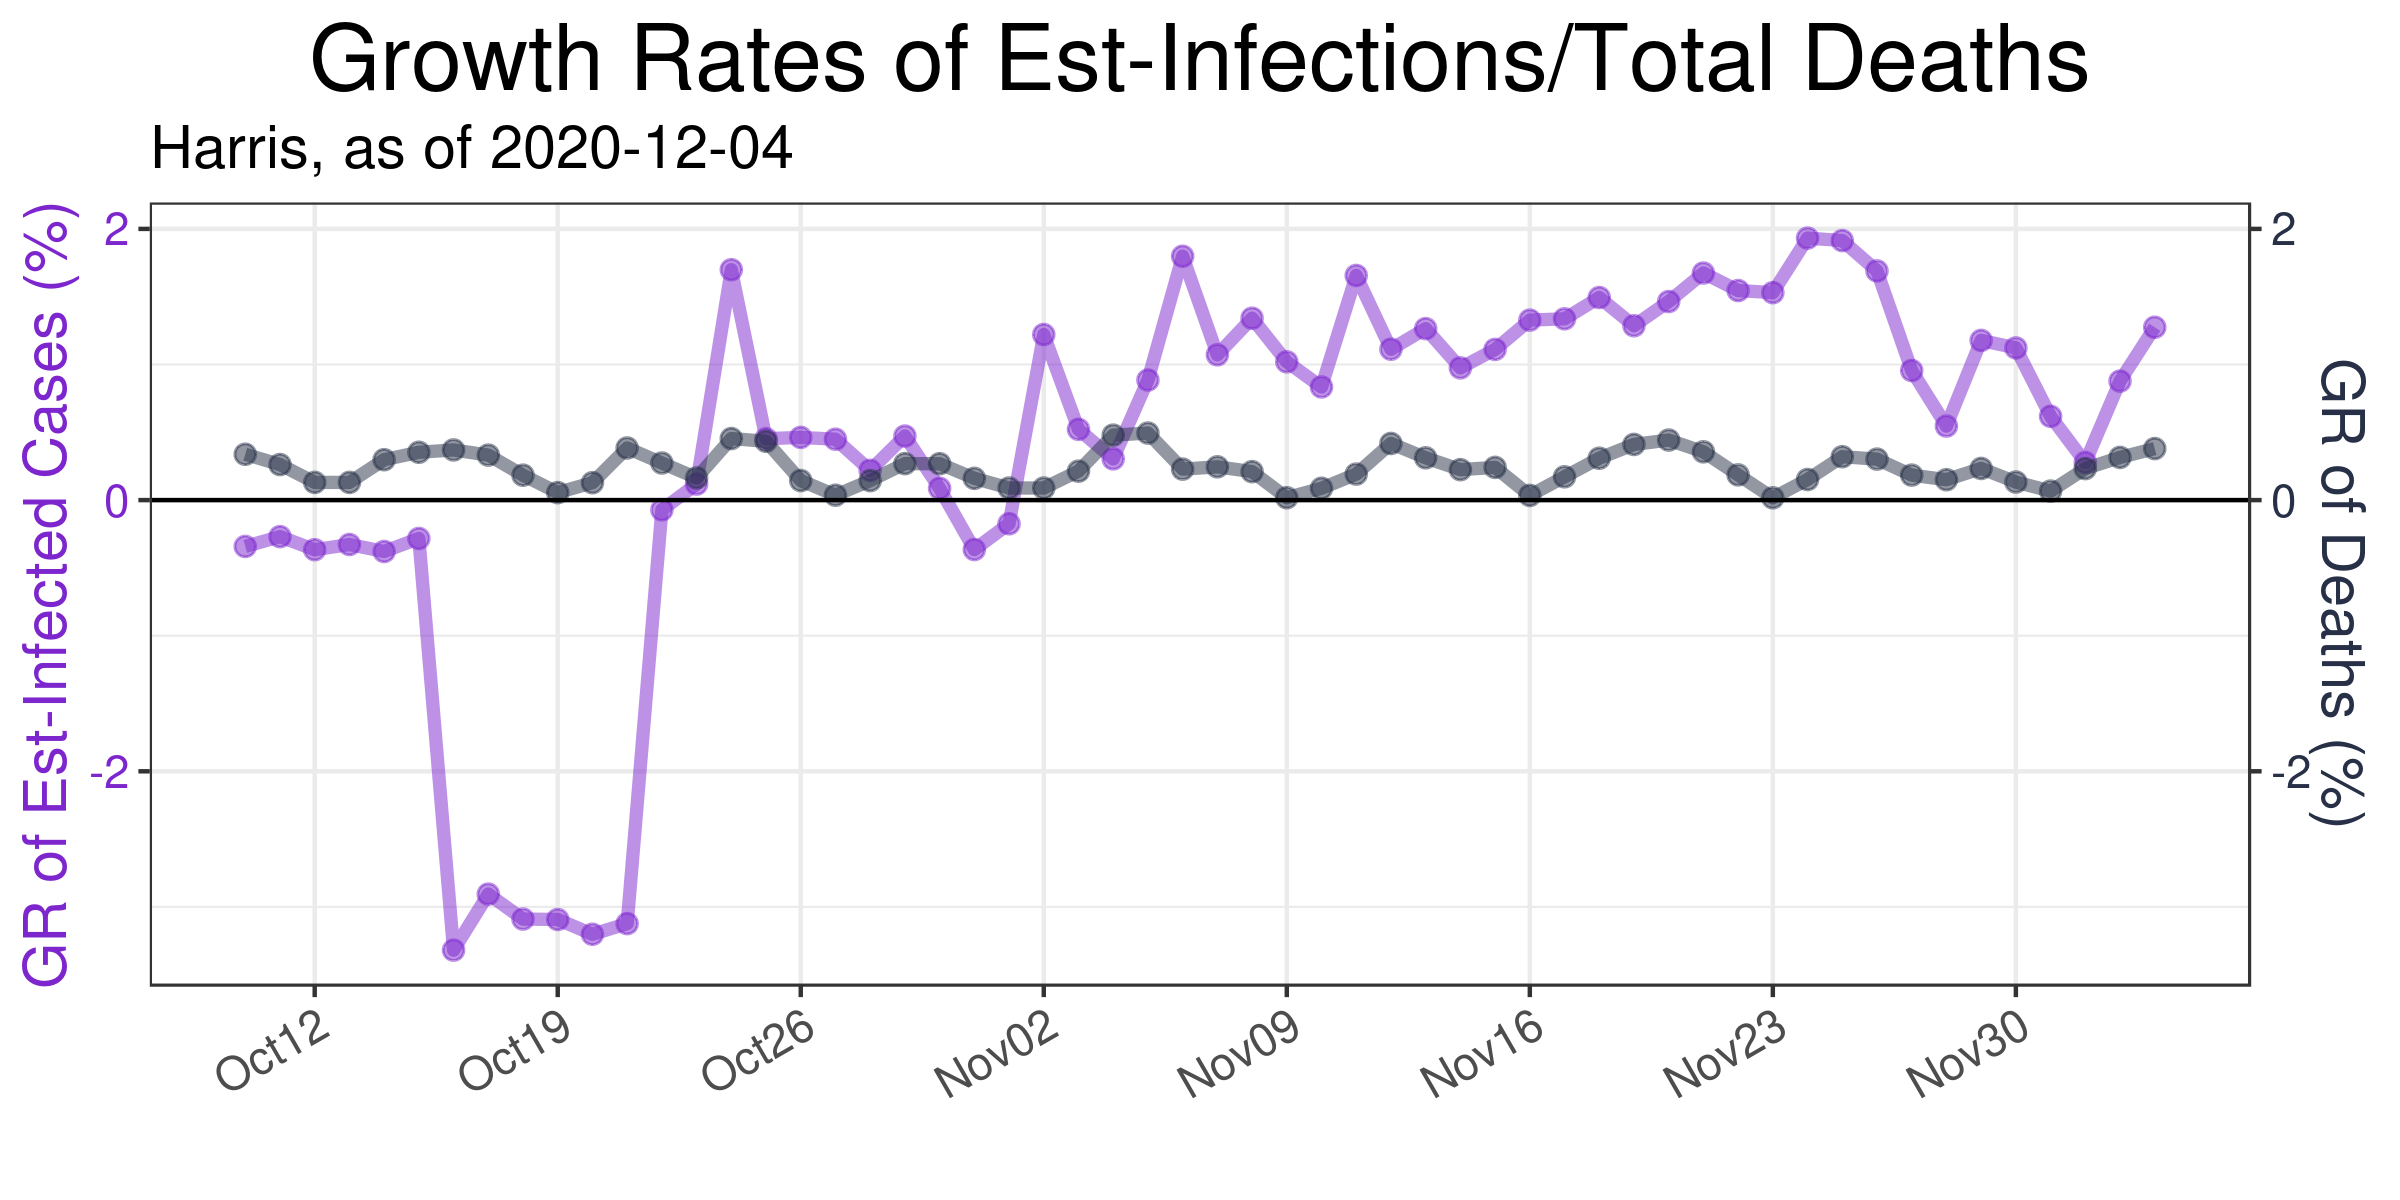 Growth Rates of Est-Infections/Total Deaths
Harris, as of 2020-12-04
GR of Est-Infected Cases (%)
2
0
-2
2
0
-2
GR of Deaths (%)
Oct12
Oct19
Oct26
Nov02
Nov09
Nov16
Nov23
Nov30